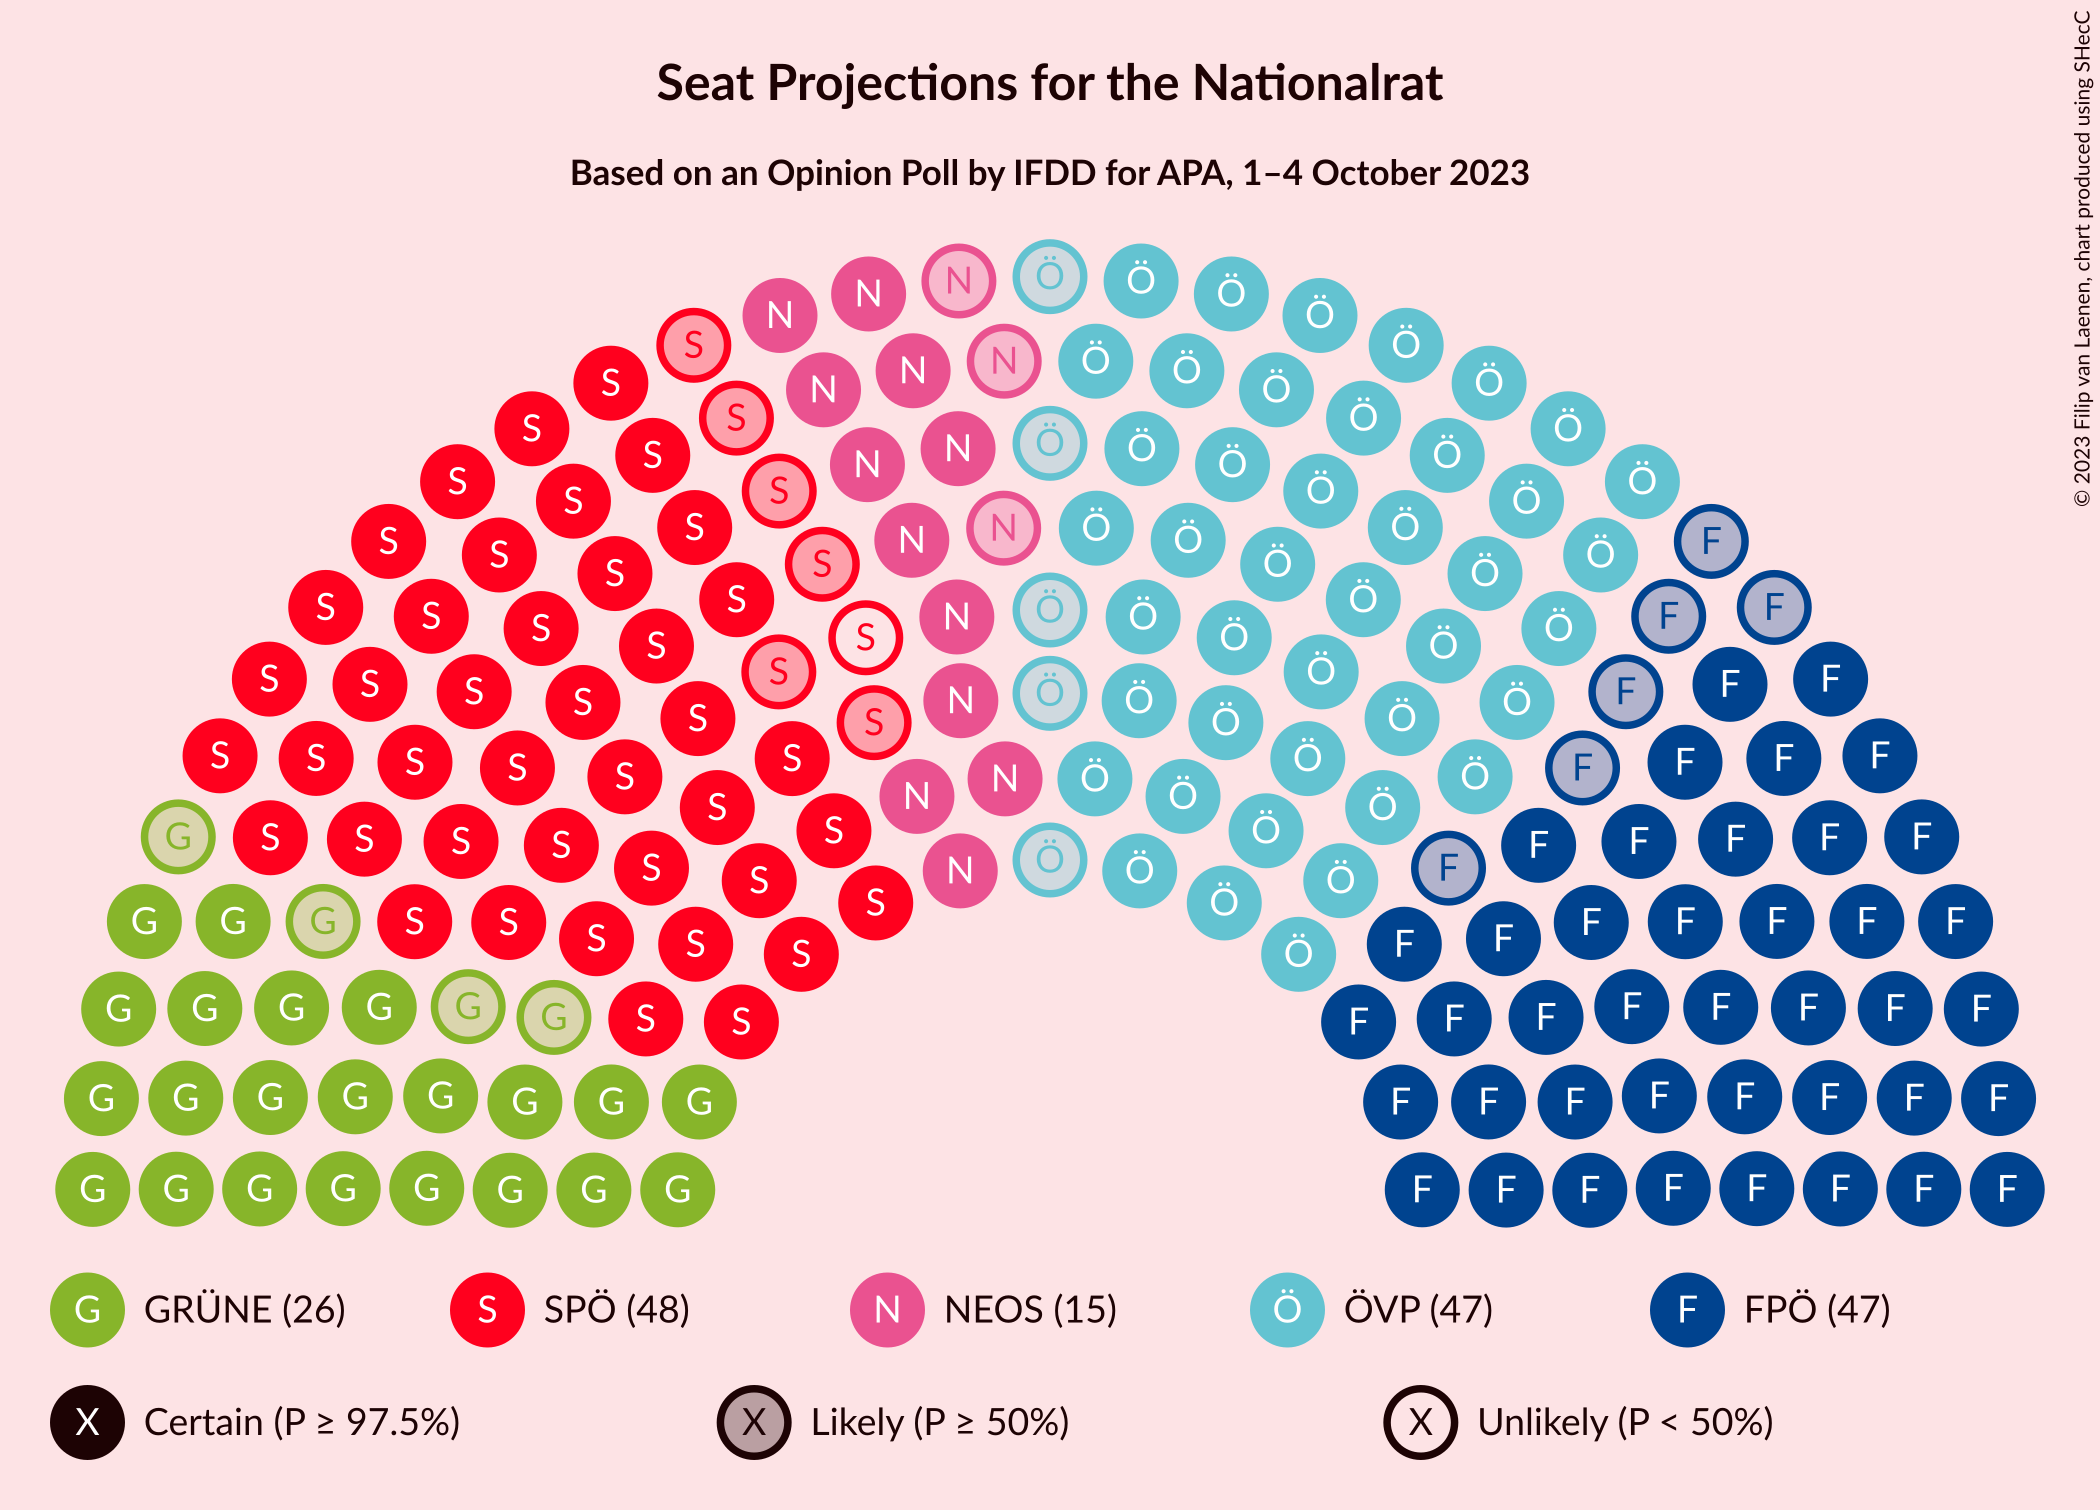 Seat Projections for the Nationalrat
Based on an Opinion Poll by IFDD for APA, 1–4 October 2023
© 2023 Filip van Laenen, chart produced using SHecC
N N Ö Ö Ö
N Ö
S N Ö Ö Ö
S N N Ö Ö
S S Ö Ö Ö
S N N Ö Ö Ö
S S Ö Ö
S Ö
S S N N Ö Ö Ö F
S S Ö Ö
S Ö
S S S S N Ö Ö Ö Ö F F
S S Ö Ö
S S S S S N Ö Ö Ö Ö F F F
S S Ö Ö
S S S S S S N N Ö Ö Ö Ö F F F F
G S S S S S S Ö Ö F F F F F
S S N Ö Ö Ö F
G G G S S S S S S Ö Ö F F F F F F F
G G G G G G S S F F F F F F F F
G G G G G G G G F F F F F F F F
G G G G G G G G F F F F F F F F
G GRÜNE (26) S SPÖ (48) N NEOS (15) Ö ÖVP (47) F FPÖ (47)
X Certain (P ≥ 97.5%) X Likely (P ≥ 50%) X Unlikely (P < 50%)